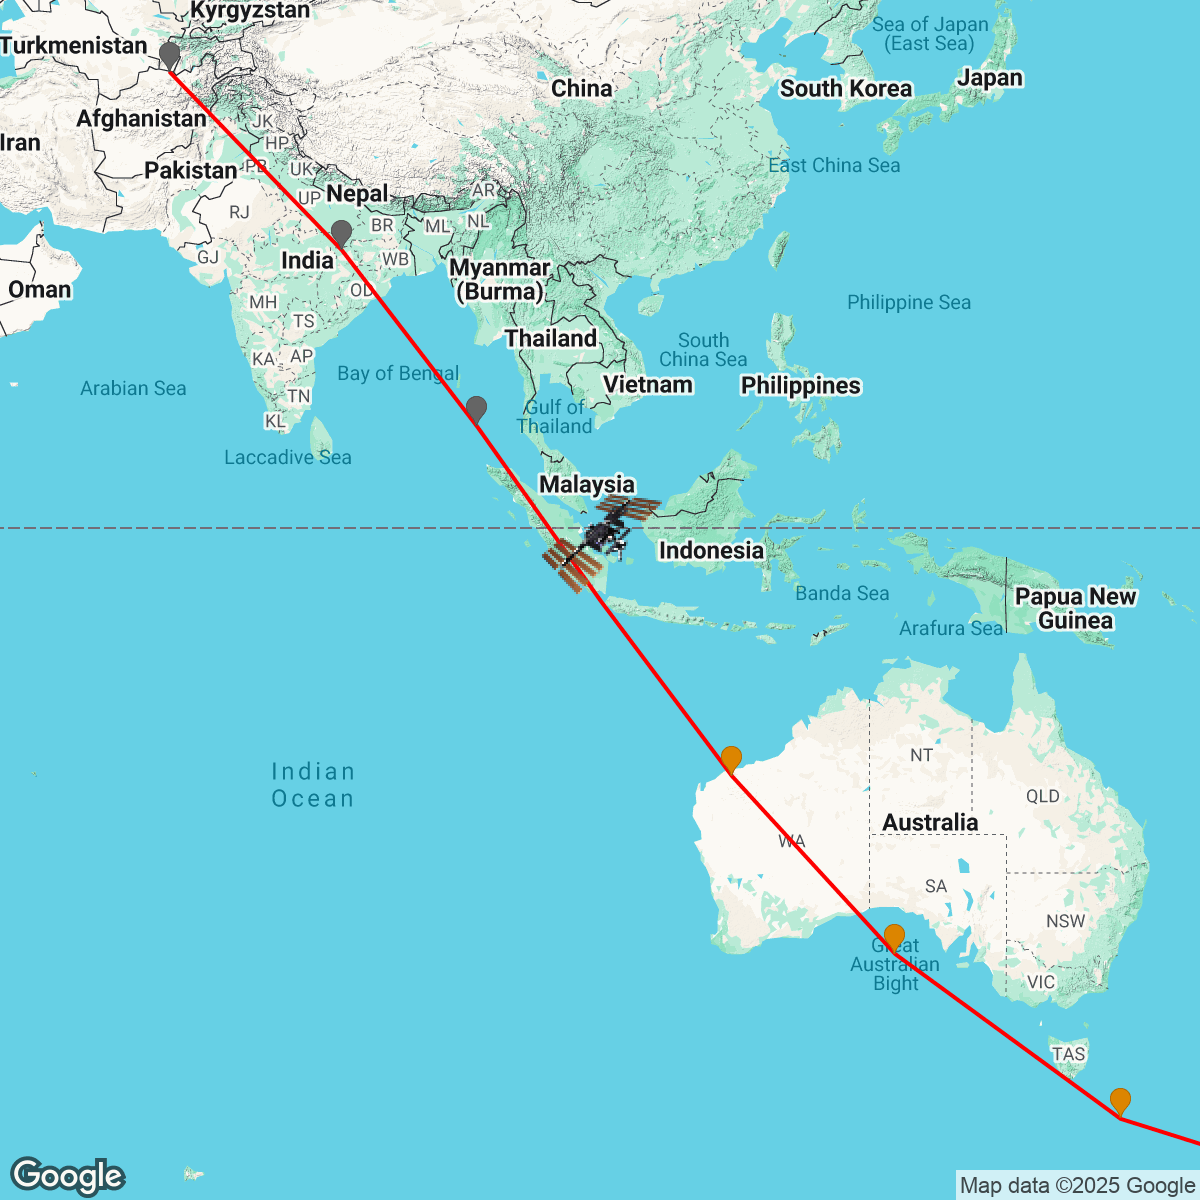 Kyrgyzstan
Turkmenistan
Sea of Japan
(East Sea)
China
South Korea
Japan
Afghanistan
JK
Iran
HP
East China Sea
Pakistan
PB
UK
Nepal
AR
UP
RJ
BR
ML
NL
GJ
India
WB
Myanmar
(Burma)
Oman
OD
MH
Philippine Sea
TS
Thailand
South
China Sea
KA
AP
Bay of Bengal
Arabian Sea
Vietnam
Philippines
TN
Gulf of
Thailand
KL
Laccadive Sea
Malaysia
Indonesia
Banda Sea
Papua New
Guinea
Arafura Sea
NT
Indian
Ocean
QLD
Australia
WA
SA
NSW
Great
Australian
Bight
VIC
TAS
Google
Map data ©2025 Google